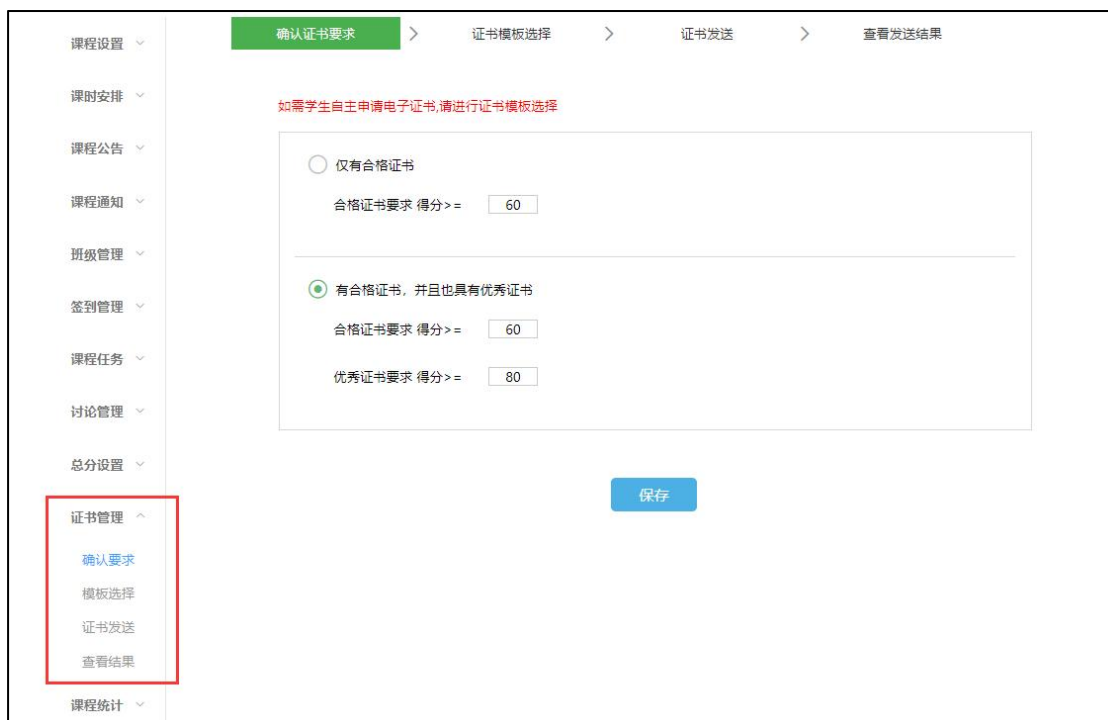 课程设置
课时安排
课程公告
课程通知
班级管理
签到管理
课程任务
讨论管理
总分设置
证书管理
确认要求
模板选择
证书发送
查看结果
课程统计
确认证书要求 > 证书模板选择 > 证书发送 > 查看发送结果
如需学生自主申请电子证书,请进行证书模板选择
仅有合格证书
合格证书要求 得分>= 60
有合格证书，并且也具有优秀证书
合格证书要求 得分>= 60
优秀证书要求 得分>= 80
保存